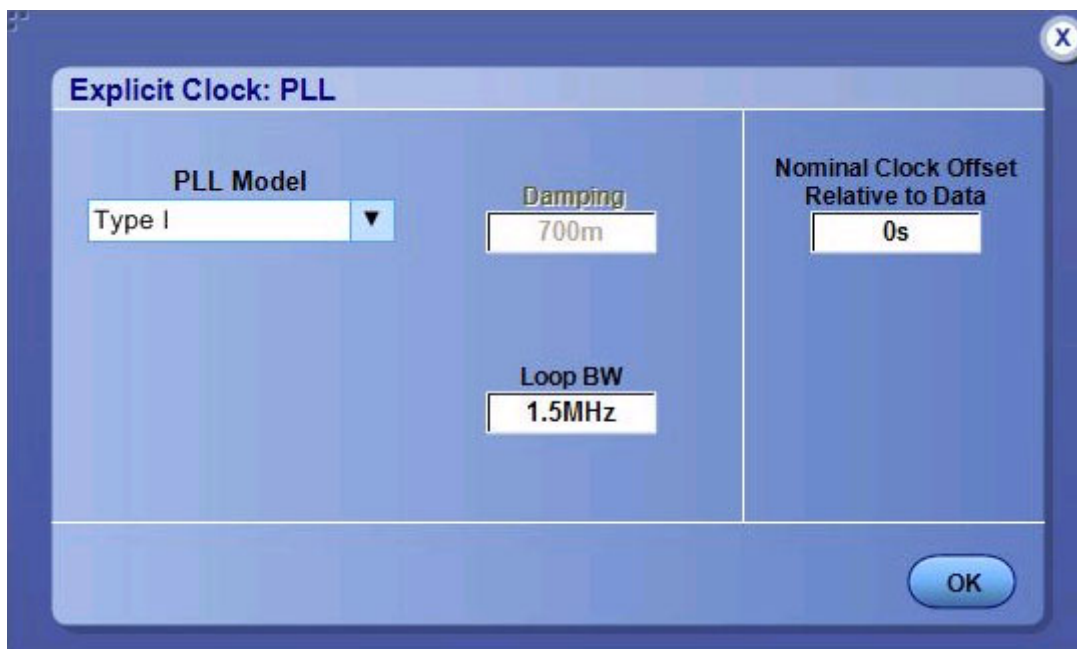 X
Explicit Clock: PLL
PLL Model
Type I
Damping
700m
Loop BW
1.5MHz
Nominal Clock Offset
Relative to Data
0s
OK